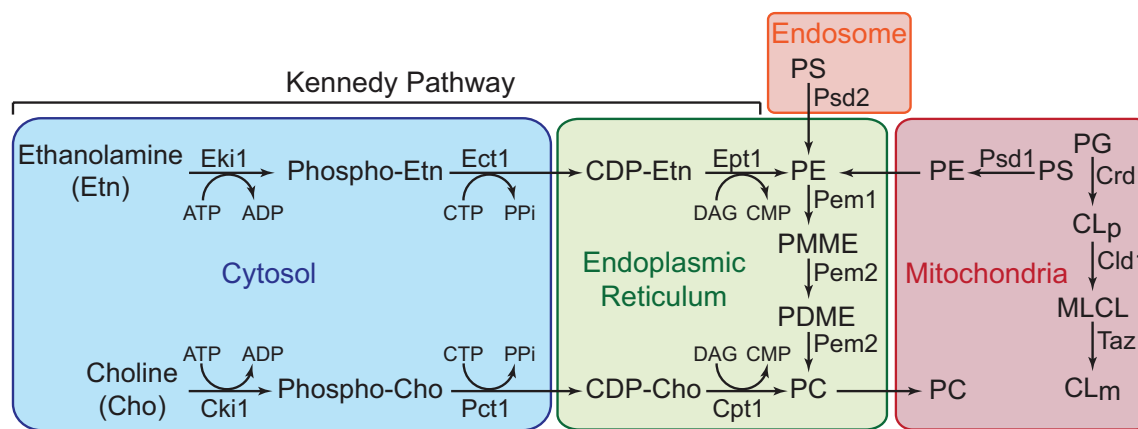 Endosome
PS
Kennedy Pathway
Psd2
Ethanolamine
(Etn)
Eki1
Phospho-Etn
Ect1
CDP-Etn
Ept1
PE
PE
Psd1
PS
PG
Crd
ATP
ADP
CTP
PPi
DAG
CMP
Pem1
CLp
PMME
Cytosol
Endoplasmic
Reticulum
Pem2
Mitochondria
Cld1
PDME
MLCL
ATP
ADP
CTP
PPi
DAG
CMP
Pem2
Taz
Choline
(Cho)
Cki1
Phospho-Cho
Pct1
CDP-Cho
Cpt1
PC
PC
CLm